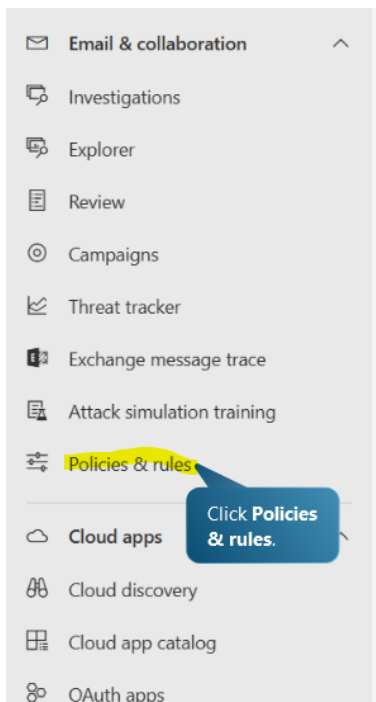 Email & collaboration
Investigations
Explorer
Review
Campaigns
Threat tracker
Exchange message trace
Attack simulation training
Policies & rules
Click Policies
& rules.
Cloud apps
Cloud discovery
Cloud app catalog
OAuth apps